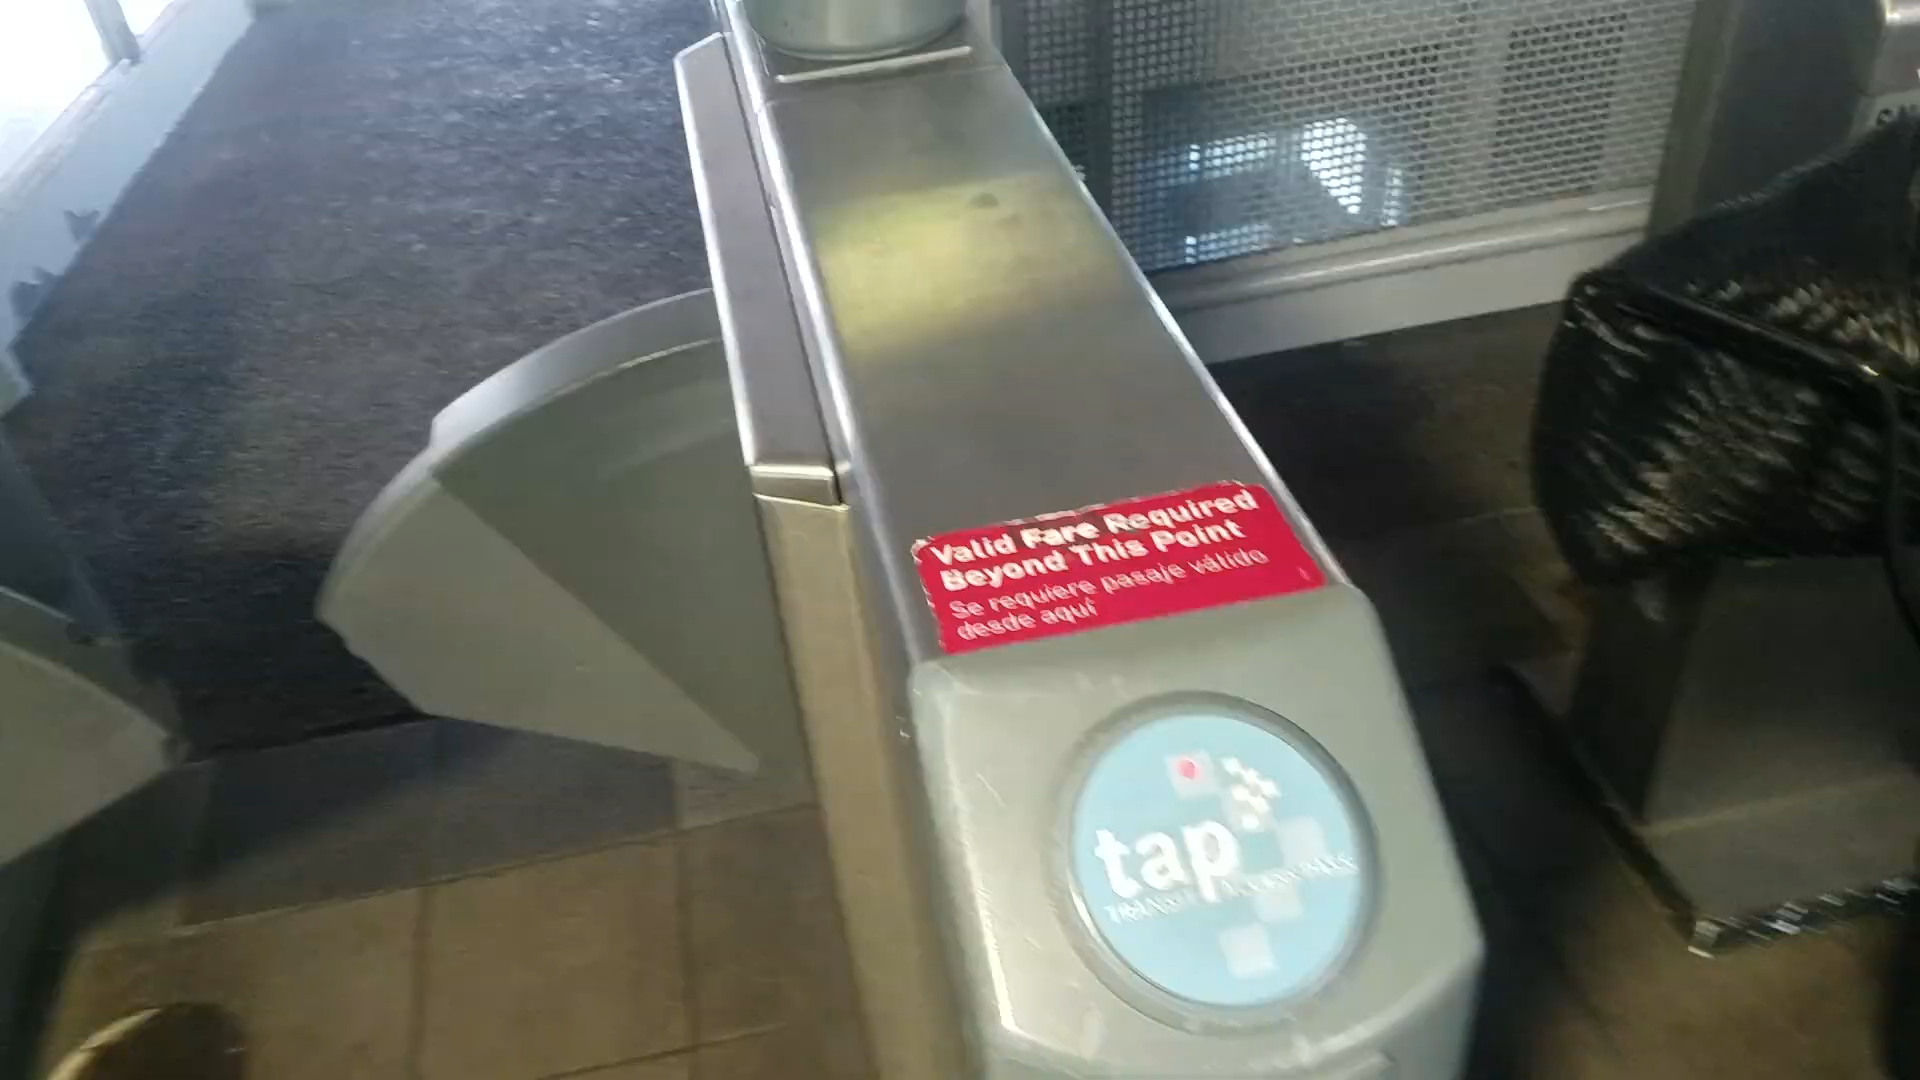 Valid Fare Required
Beyond This Point
Se requiere pasaje válido
desde aquí
tap